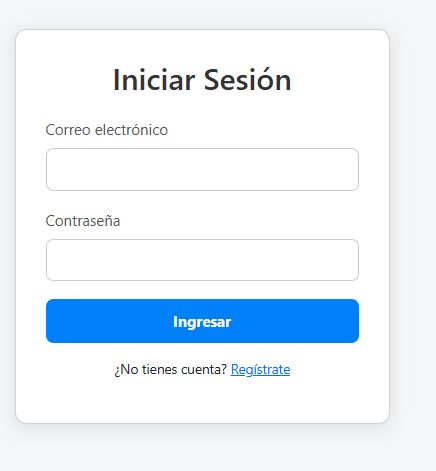 Iniciar Sesión
Correo electrónico
Contraseña
Ingresar
¿No tienes cuenta? Regístrate